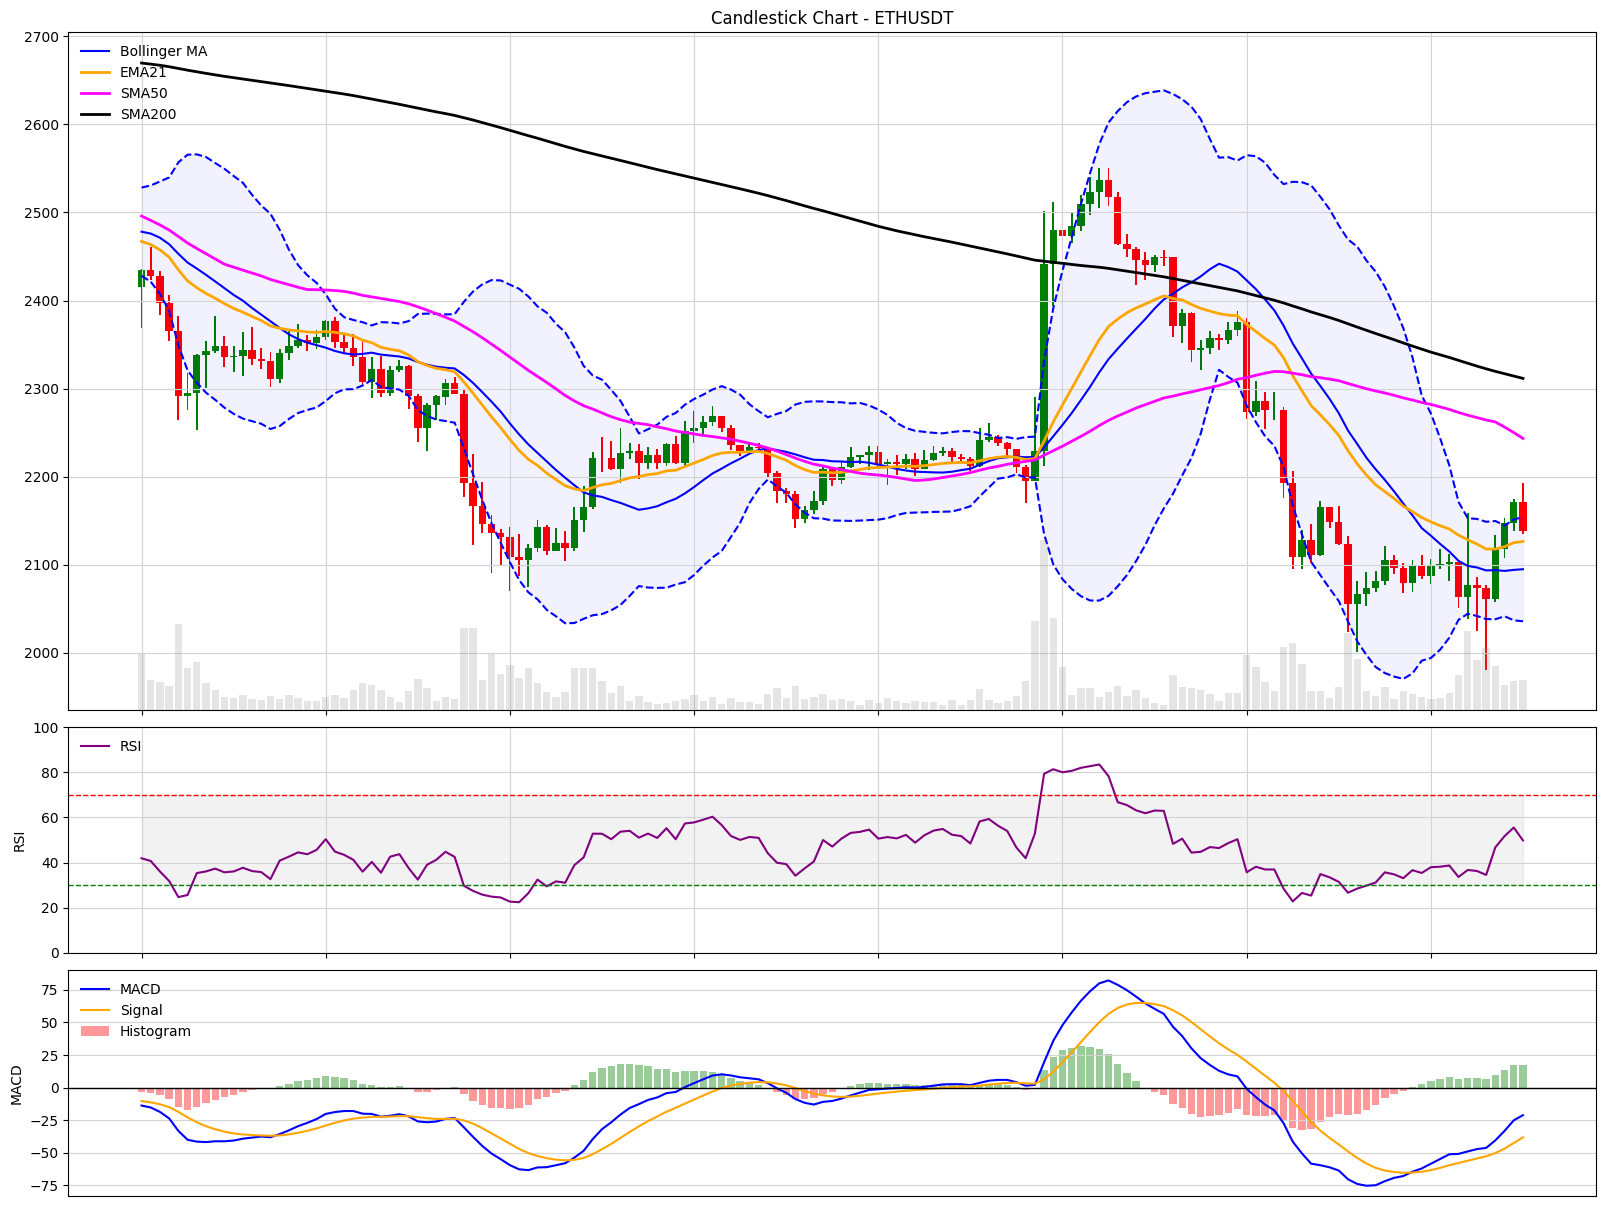 Candlestick Chart - ETHUSDT
2700
2600
2500
2400
2300
2200
2100
2000
Bollinger MA
EMA21
SMA50
SMA200
100
80
60
40
20
0
RSI
RSI
75
50
25
0
−25
−50
−75
MACD
MACD
Signal
Histogram